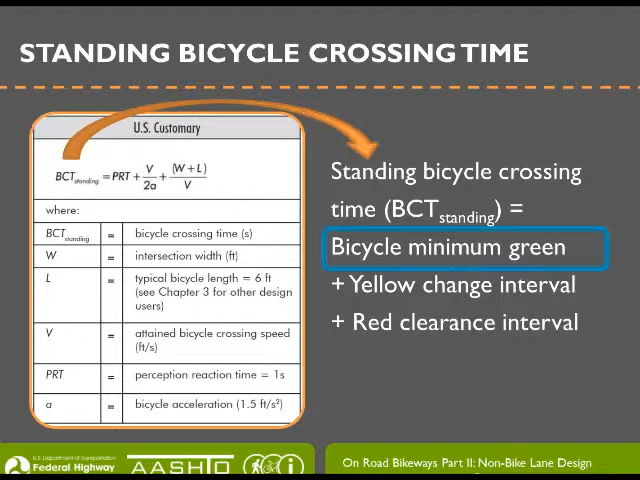 STANDING BICYCLE CROSSING TIME
U.S. Customary
BCTstanding = PRT + V/2a + (W + L)/V
where:
BCTstanding = bicycle crossing time (s)
W = intersection width (ft)
L = typical bicycle length = 6 ft
(see Chapter 3 for other design
users)
V = attained bicycle crossing speed
(ft/s)
PRT = perception reaction time = 1s
a = bicycle acceleration (1.5 ft/s²)
Standing bicycle crossing
time (BCTstanding) =
Bicycle minimum green
+ Yellow change interval
+ Red clearance interval
U.S. Department of Transportation
Federal Highway
AASHTO
On Road Bikeways Part II: Non-Bike Lane Design